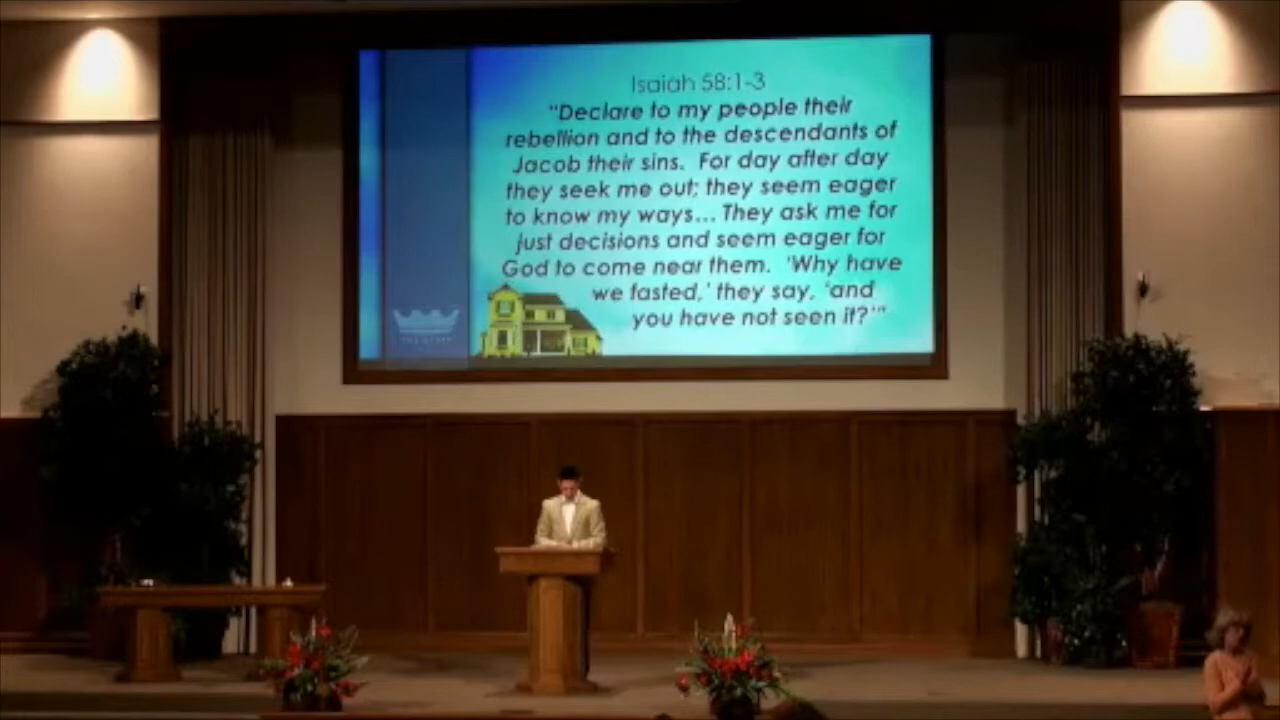 Isaiah 58:1-3
"Declare to my people their
rebellion and to the descendants of
Jacob their sins. For day after day
they seek me out; they seem eager
to know my ways... They ask me for
just decisions and seem eager for
God to come near them. 'Why have
we fasted,' they say, 'and
you have not seen it?'"